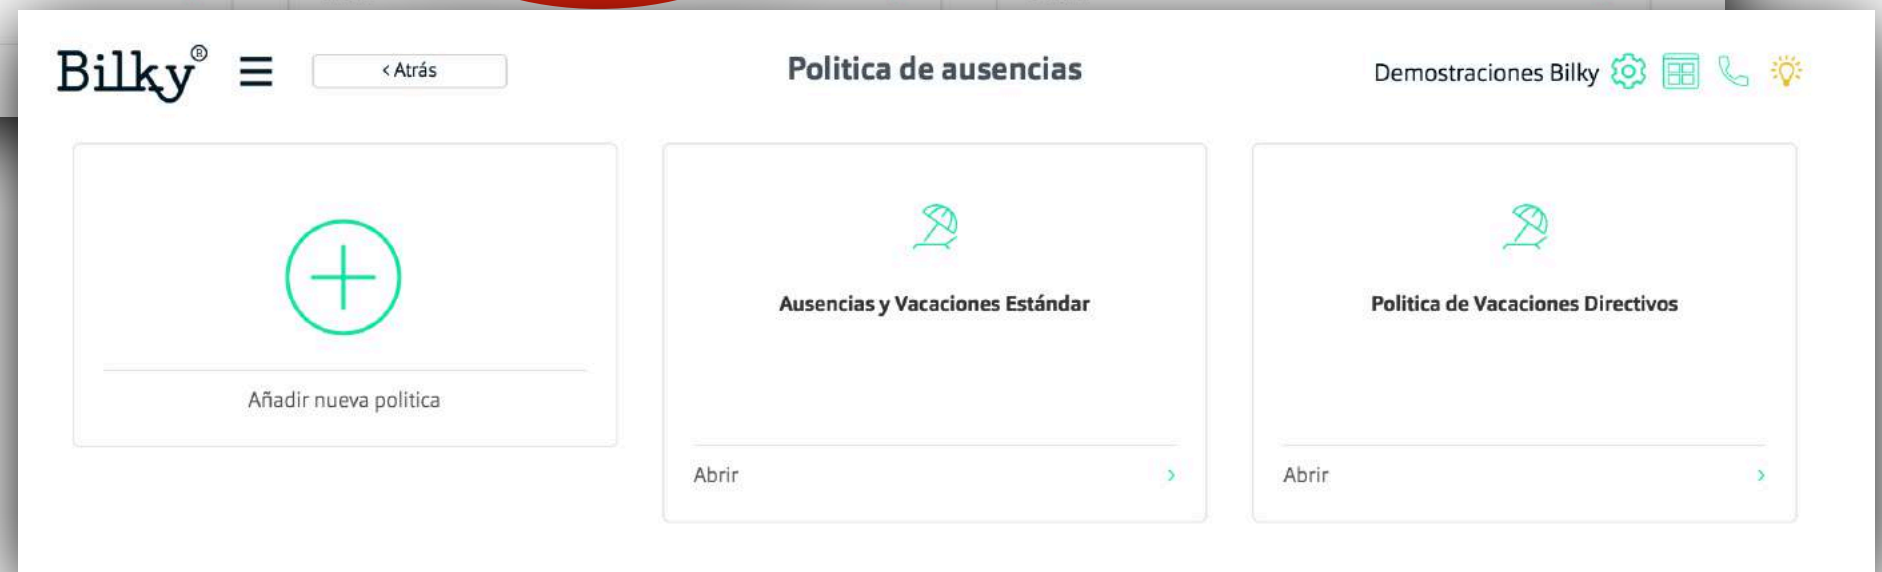 Bilky®
< Atrás
Politica de ausencias
Demostraciones Bilky
Añadir nueva politica
Ausencias y Vacaciones Estándar
Abrir
Politica de Vacaciones Directivos
Abrir